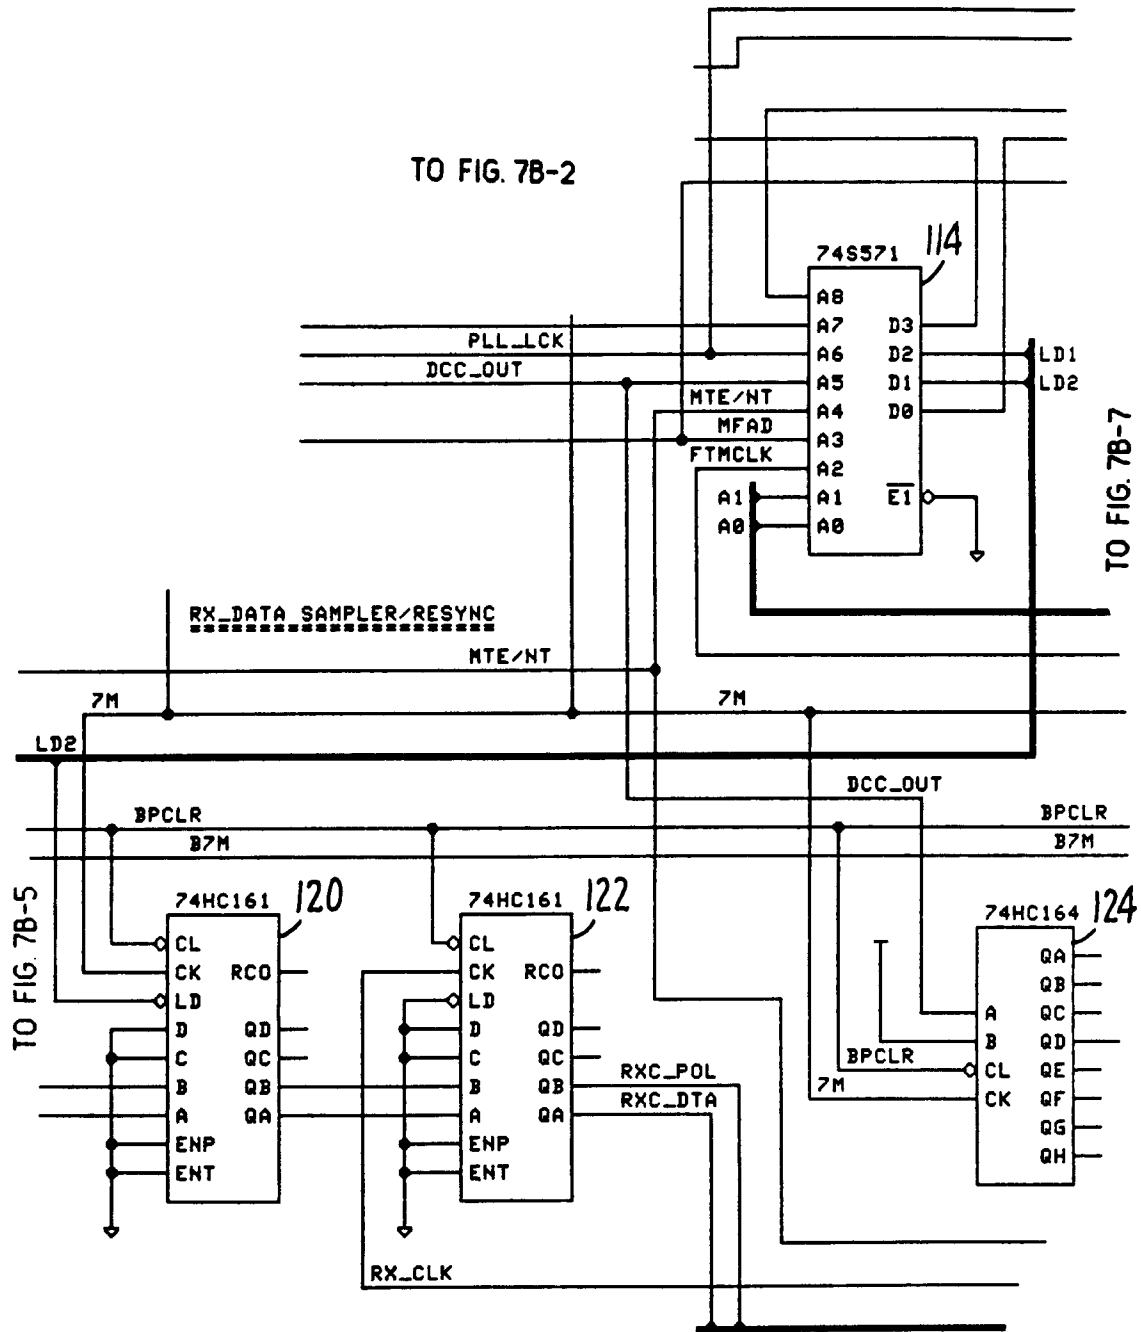 TO FIG. 7B-2
74S571
114
A8
A7
D3
PLL_LCK
A6
D2
LD1
DCC_OUT
A5
D1
LD2
MTE/NT
A4
D0
MFAD
A3
FTMCLK
A2
A1
A1
E1
A0
A0
TO FIG. 7B-7
RX_DATA SAMPLER/RESYNC
MTE/NT
7M
7M
LD2
DCC_OUT
BPCLR
BPCLR
B7M
B7M
TO FIG. 7B-5
74HC161
120
CL
CK
RCO
LD
D
QD
C
QC
B
QB
A
QA
ENP
ENT
74HC161
122
CL
CK
RCO
LD
D
QD
C
QC
B
QB
RXC_POL
A
QA
RXC_DTA
ENP
ENT
RX_CLK
74HC164
124
QA
QB
A
QC
B
QD
BPCLR
CL
QE
7M
CK
QF
QG
QH